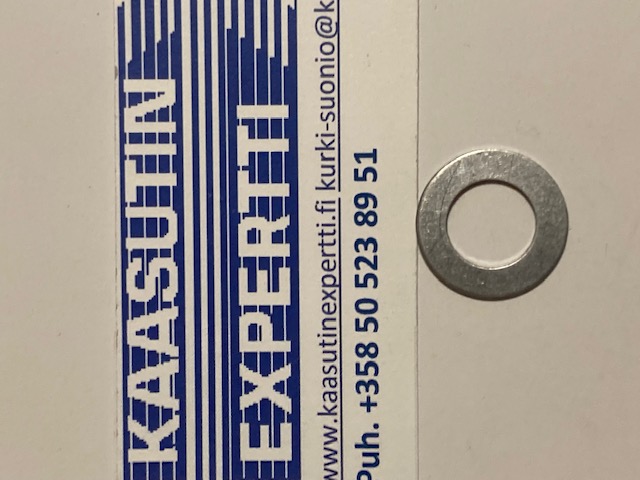 KAASUTIN
EXPERTTI
www.kaasutinexpertti.fi kurki-suonio@k
Puh. +358 50 523 89 51